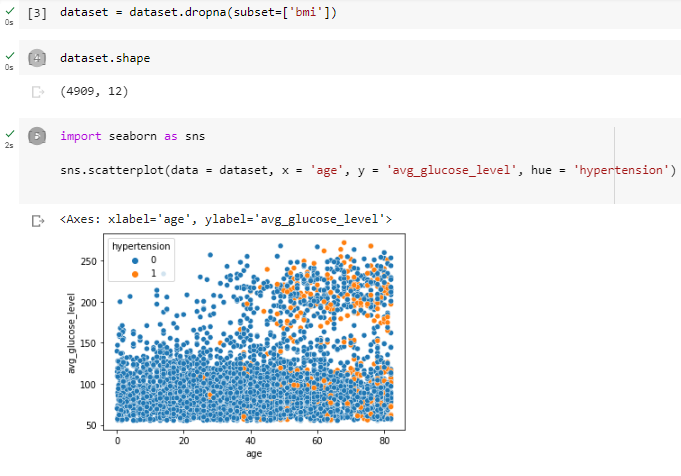 [3] dataset = dataset.dropna(subset=['bmi'])
0s
dataset.shape
0s
(4909, 12)
import seaborn as sns
2s
sns.scatterplot(data = dataset, x = 'age', y = 'avg_glucose_level', hue = 'hypertension')
<Axes: xlabel='age', ylabel='avg_glucose_level'>
hypertension
0
1
250
200
150
100
50
avg_glucose_level
0 20 40 60 80
age